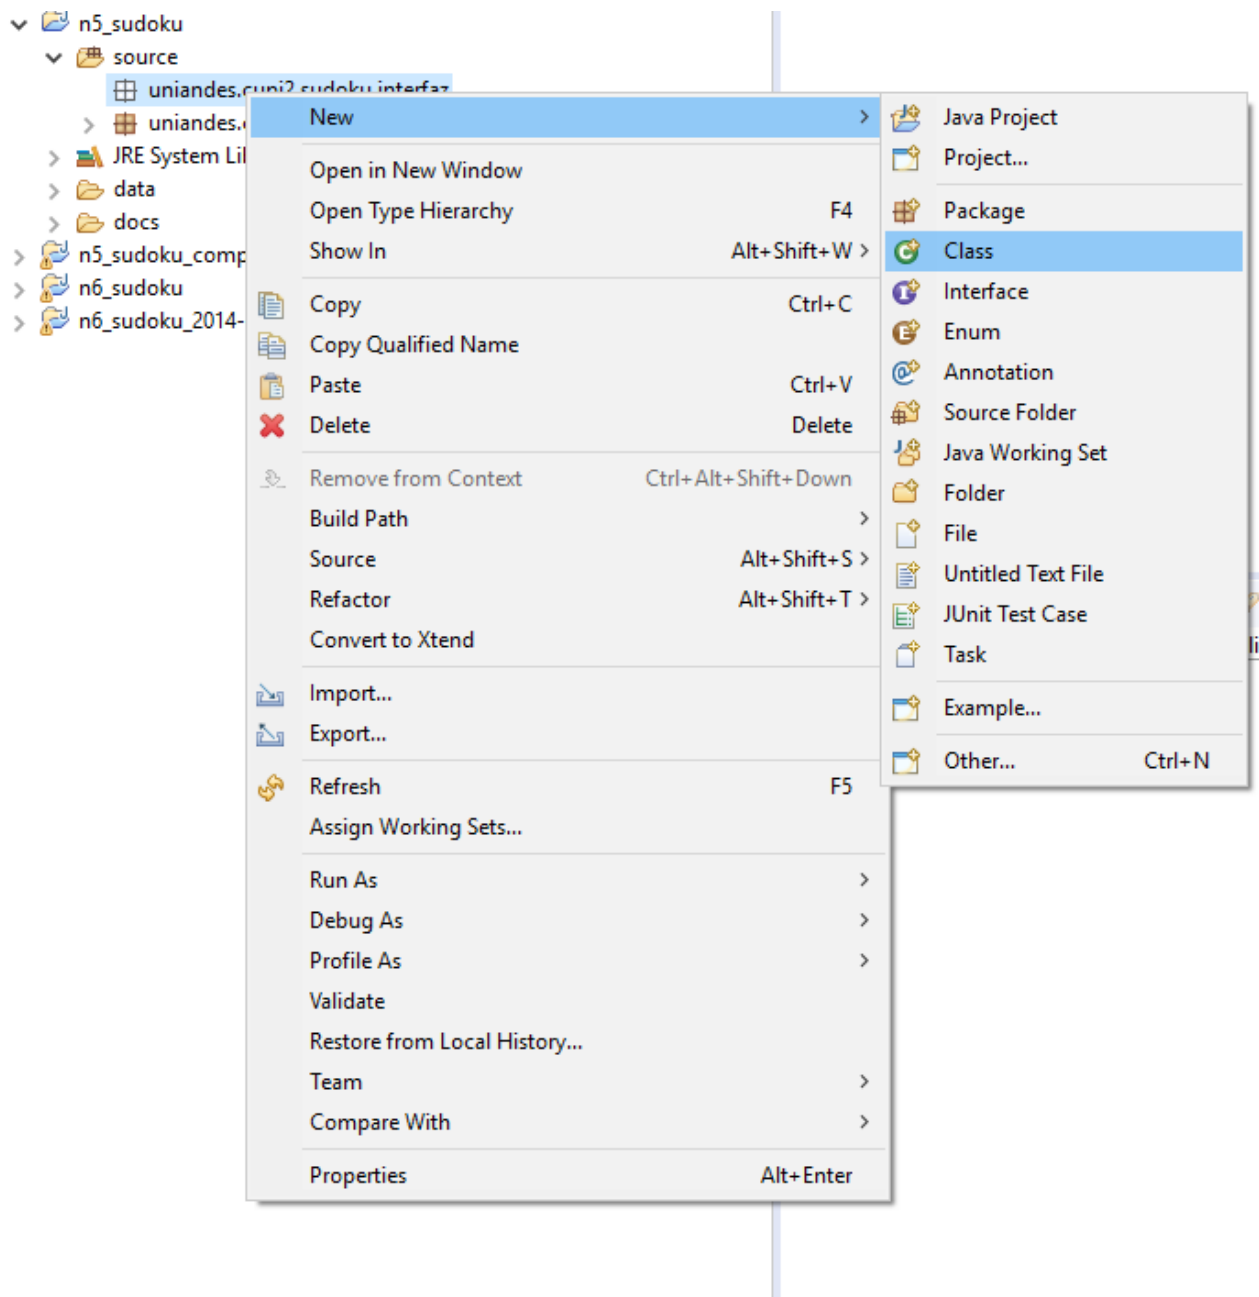 n5_sudoku
source
uniandes.cupi2.sudoku.interfaz
uniandes.
JRE System Lil
data
docs
n5_sudoku_comp
n6_sudoku
n6_sudoku_2014-
New
Open in New Window
Open Type Hierarchy F4
Show In Alt+Shift+W
Copy Ctrl+C
Copy Qualified Name
Paste Ctrl+V
Delete Delete
Remove from Context Ctrl+Alt+Shift+Down
Build Path
Source Alt+Shift+S
Refactor Alt+Shift+T
Convert to Xtend
Import...
Export...
Refresh F5
Assign Working Sets...
Run As
Debug As
Profile As
Validate
Restore from Local History...
Team
Compare With
Properties Alt+Enter
Java Project
Project...
Package
Class
Interface
Enum
Annotation
Source Folder
Java Working Set
Folder
File
Untitled Text File
JUnit Test Case
Task
Example...
Other... Ctrl+N